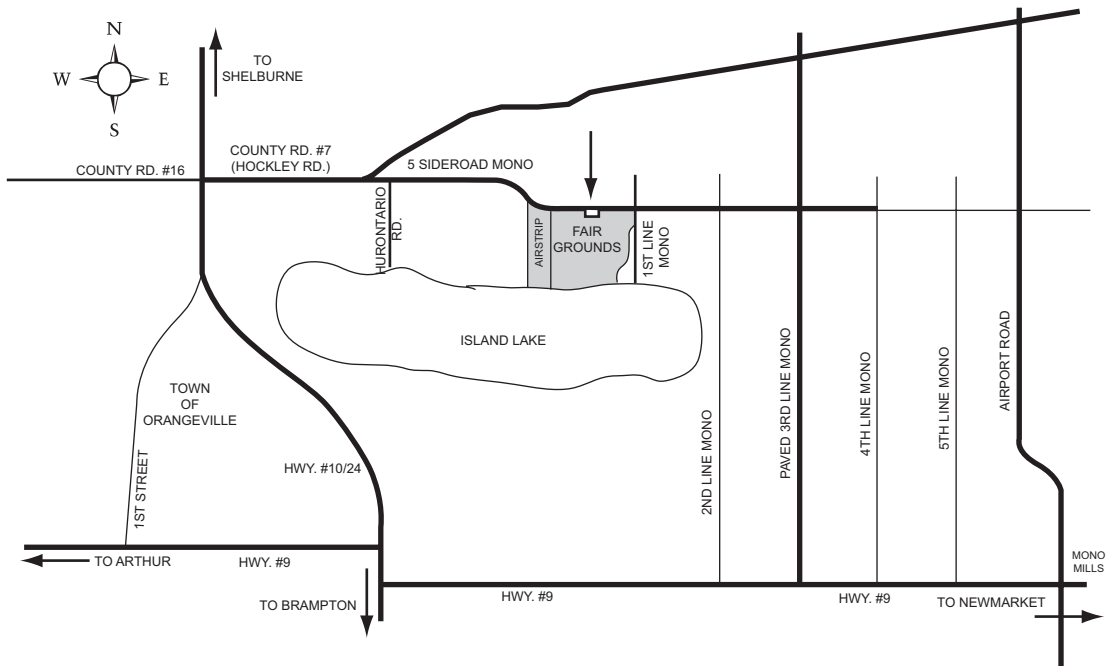 N
W
E
S
TO
SHELBURNE
COUNTY RD. #7
(HOCKLEY RD.)
COUNTY RD. #16
5 SIDEROAD MONO
HURONTARIO
RD.
AIRSTRIP
FAIR
GROUNDS
1ST LINE
MONO
ISLAND LAKE
TOWN
OF
ORANGEVILLE
1ST STREET
HWY. #10/24
2ND LINE MONO
PAVED 3RD LINE MONO
4TH LINE MONO
5TH LINE MONO
AIRPORT ROAD
MONO
MILLS
TO ARTHUR
HWY. #9
TO BRAMPTON
HWY. #9
HWY. #9
TO NEWMARKET